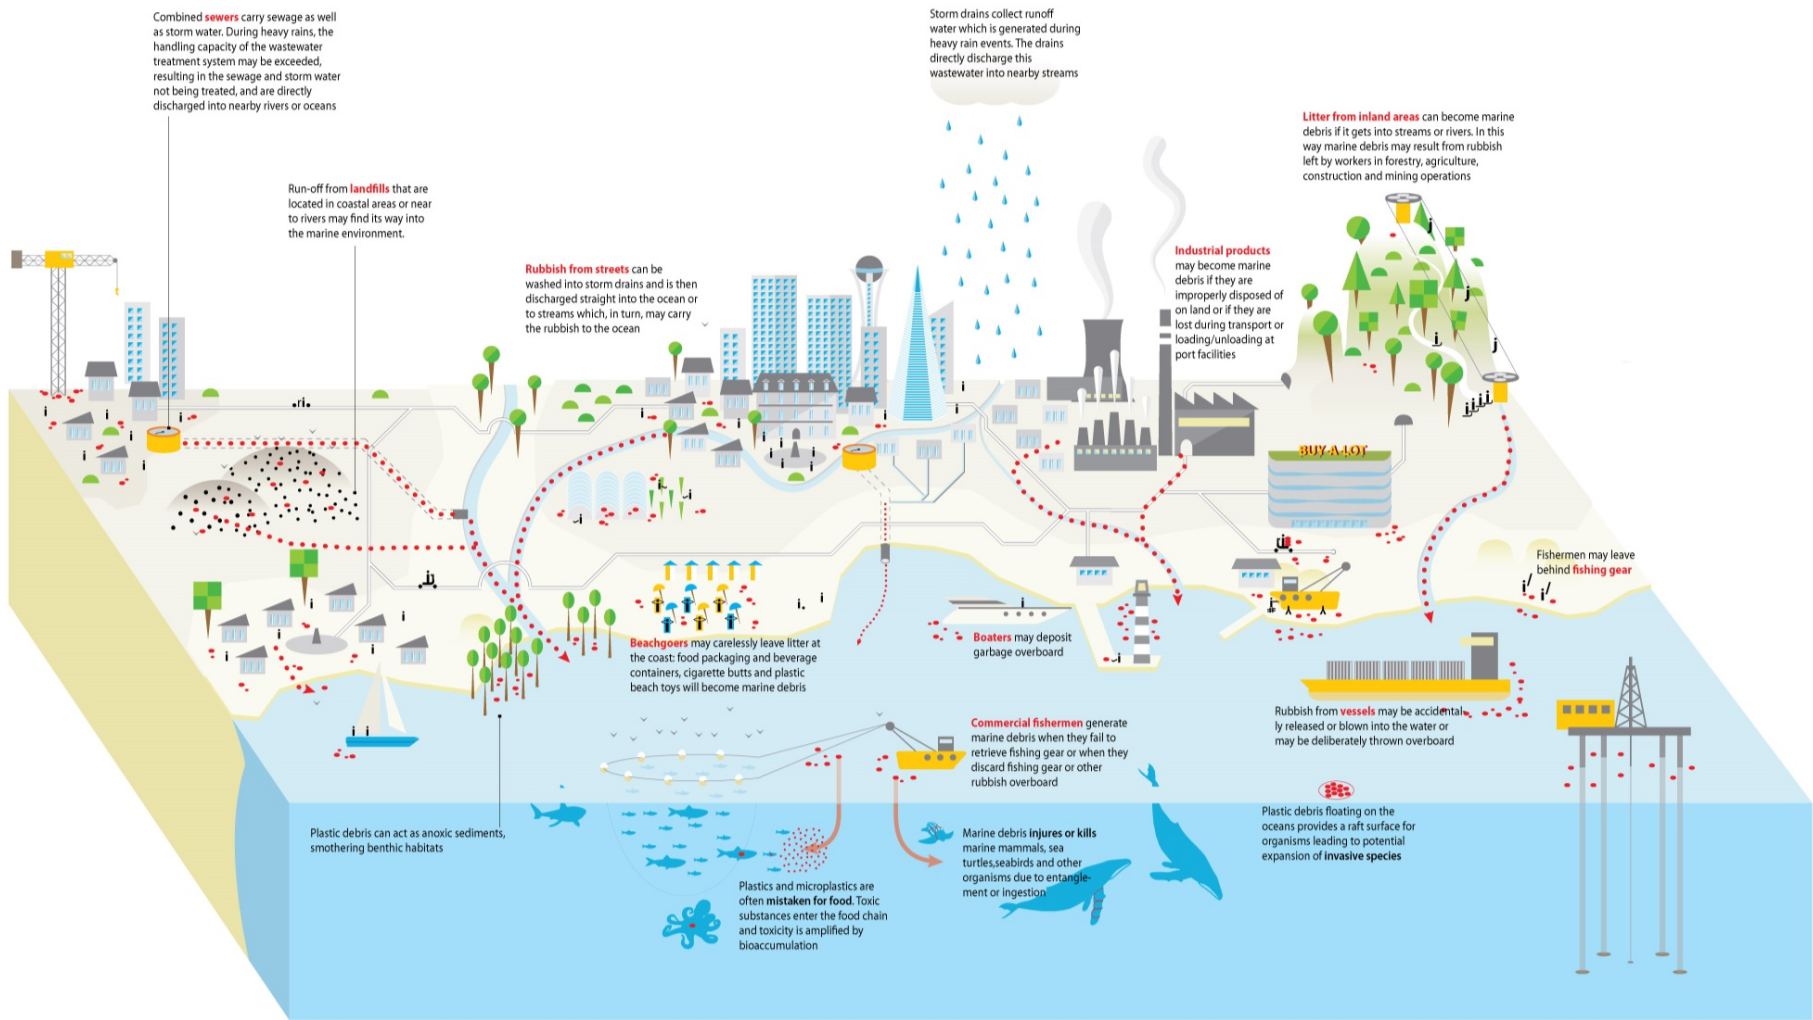 Combined sewers carry sewage as well
as storm water. During heavy rains, the
handling capacity of the wastewater
treatment system may be exceeded,
resulting in the sewage and storm water
not being treated, and are directly
discharged into nearby rivers or oceans
Storm drains collect runoff
water which is generated during
heavy rain events. The drains
directly discharge this
wastewater into nearby streams
Litter from inland areas can become marine
debris if it gets into streams or rivers. In this
way marine debris may result from rubbish
left by workers in forestry, agriculture,
construction and mining operations
Run-off from landfills that are
located in coastal areas or near
to rivers may find its way into
the marine environment.
Rubbish from streets can be
washed into storm drains and is then
discharged straight into the ocean or
to streams which, in turn, may carry
the rubbish to the ocean
Industrial products
may become marine
debris if they are
improperly disposed of
on land or if they are
lost during transport or
loading/unloading at
port facilities
BUY-A-LOT
Fishermen may leave
behind fishing gear
Beachgoers may carelessly leave litter at
the coast: food packaging and beverage
containers, cigarette butts and plastic
beach toys will become marine debris
Boaters may deposit
garbage overboard
Commercial fishermen generate
marine debris when they fail to
retrieve fishing gear or when they
discard fishing gear or other
rubbish overboard
Rubbish from vessels may be accidental-
ly released or blown into the water or
may be deliberately thrown overboard
Plastic debris can act as anoxic sediments,
smothering benthic habitats
Plastics and microplastics are
often mistaken for food. Toxic
substances enter the food chain
and toxicity is amplified by
bioaccumulation
Marine debris injures or kills
marine mammals, sea
turtles,seabirds and other
organisms due to entangle-
ment or ingestion
Plastic debris floating on the
oceans provides a raft surface for
organisms leading to potential
expansion of invasive species